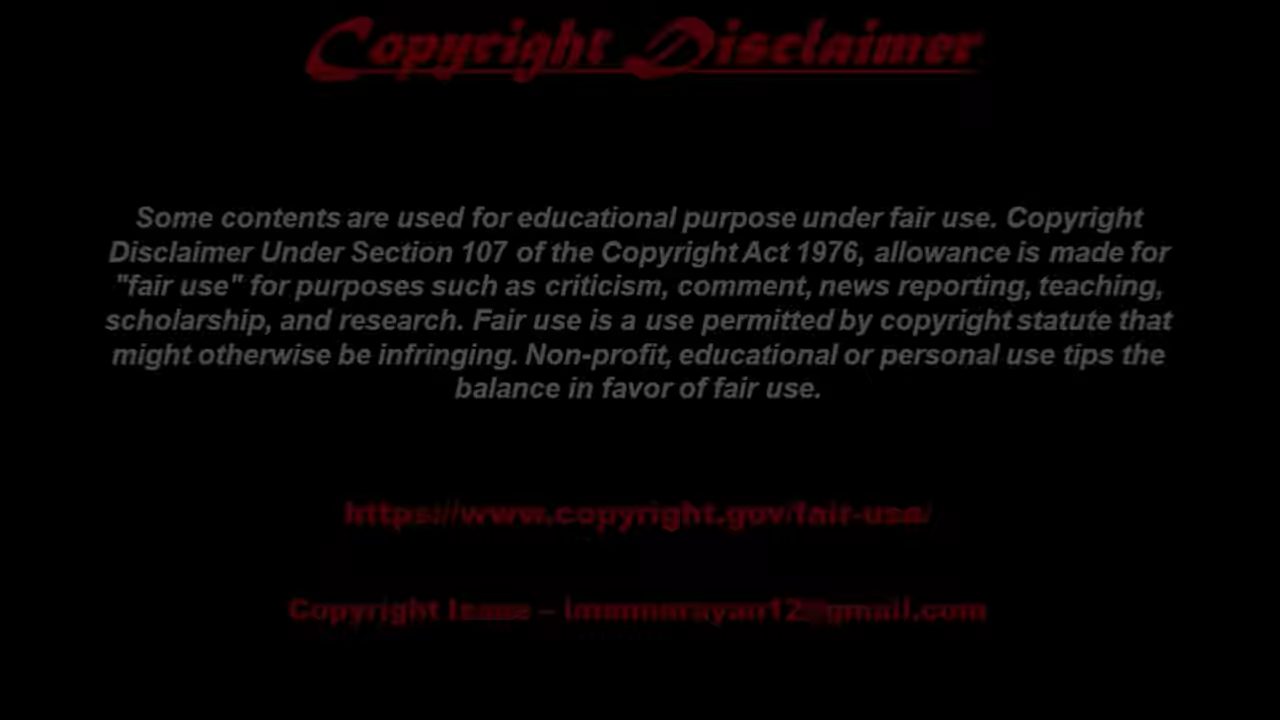 Copyright Disclaimer
Some contents are used for educational purpose under fair use. Copyright
Disclaimer Under Section 107 of the Copyright Act 1976, allowance is made for
"fair use" for purposes such as criticism, comment, news reporting, teaching,
scholarship, and research. Fair use is a use permitted by copyright statute that
might otherwise be infringing. Non-profit, educational or personal use tips the
balance in favor of fair use.
https://www.copyright.gov/fair-use/
Copyright Issue –